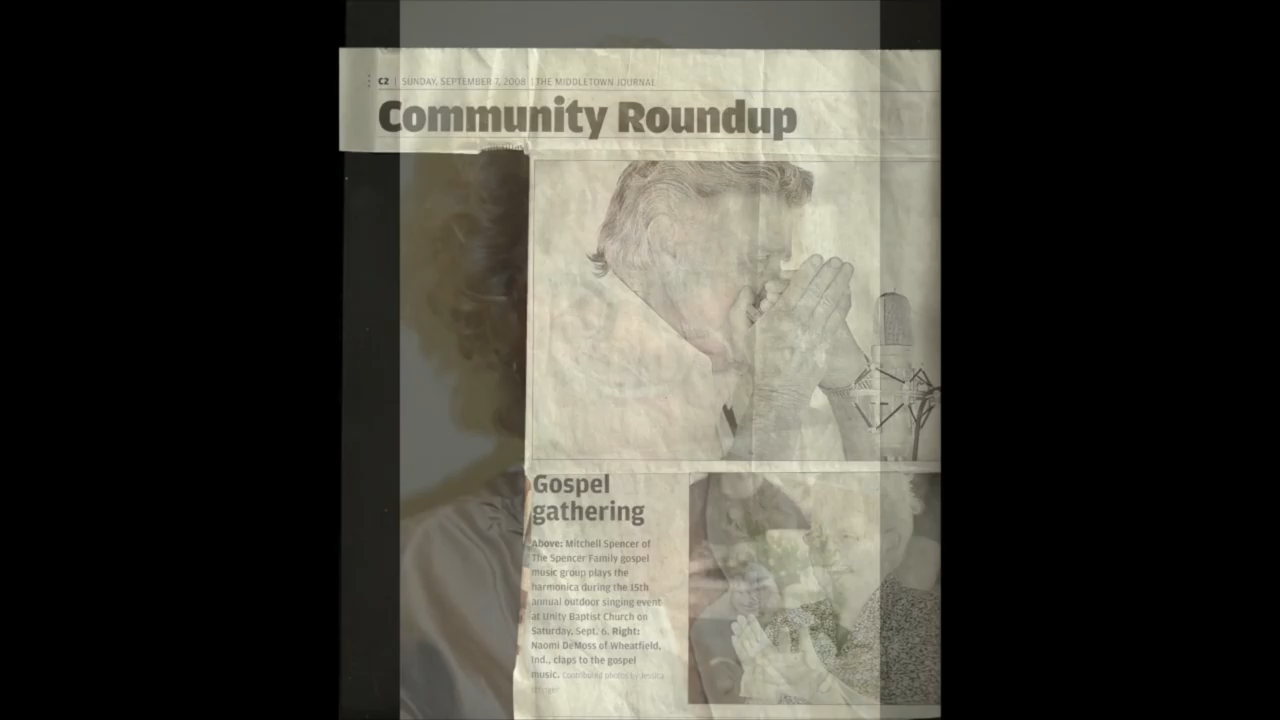 C2 | SUNDAY, SEPTEMBER 7, 2008 | THE MIDDLETOWN JOURNAL
Community Roundup
Gospel
gathering
Above: Mitchell Spencer of
The Spencer Family gospel
music group plays the
harmonica during the 15th
annual outdoor singing event
at Unity Baptist Church on
Saturday, Sept. 6. Right:
Naomi DeMoss of Wheatfield,
Ind., claps to the gospel
music. Contributed photos by Jessica